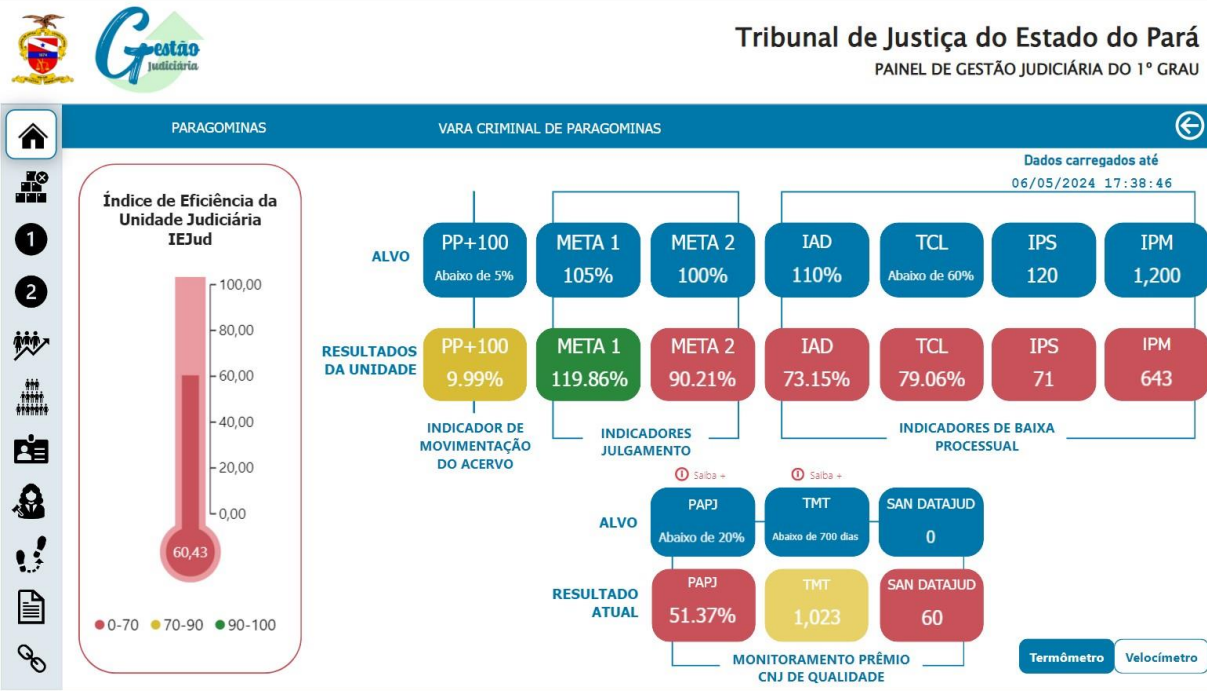 Gestão
Judiciária
Tribunal de Justiça do Estado do Pará
PAINEL DE GESTÃO JUDICIÁRIA DO 1º GRAU
PARAGOMINAS
VARA CRIMINAL DE PARAGOMINAS
Dados carregados até
06/05/2024 17:38:46
Índice de Eficiência da
Unidade Judiciária
IEJud
100,00
80,00
60,00
40,00
20,00
0,00
60,43
0-70 70-90 90-100
1
2
ALVO
PP+100
Abaixo de 5%
META 1
105%
META 2
100%
IAD
110%
TCL
Abaixo de 60%
IPS
120
IPM
1,200
RESULTADOS
DA UNIDADE
PP+100
9.99%
META 1
119.86%
META 2
90.21%
IAD
73.15%
TCL
79.06%
IPS
71
IPM
643
INDICADOR DE
MOVIMENTAÇÃO
DO ACERVO
INDICADORES
JULGAMENTO
INDICADORES DE BAIXA
PROCESSUAL
Saiba +
Saiba +
ALVO
PAPJ
Abaixo de 20%
TMT
Abaixo de 700 dias
SAN DATAJUD
0
RESULTADO
ATUAL
PAPJ
51.37%
TMT
1,023
SAN DATAJUD
60
MONITORAMENTO PRÊMIO
CNJ DE QUALIDADE
Termômetro
Velocímetro